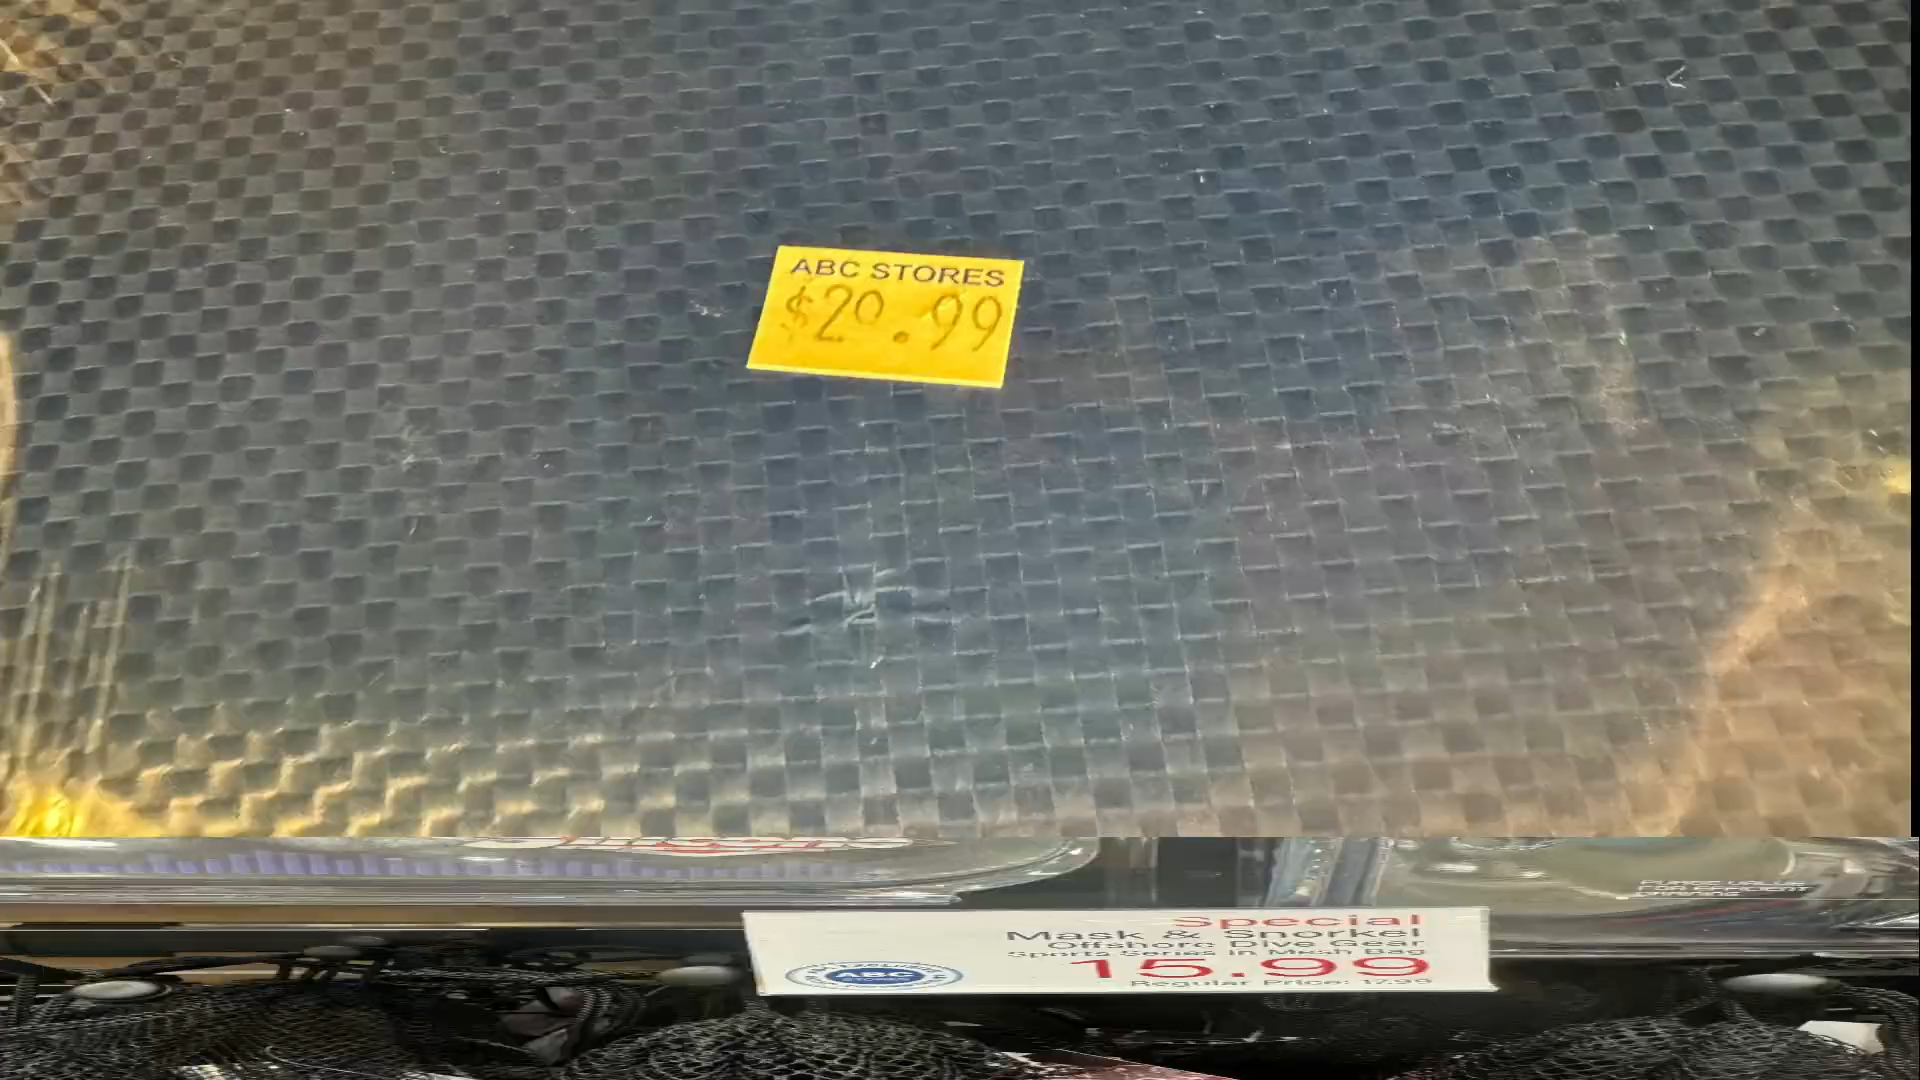 ABC STORES
$20.99
Special
Mask & Snorkel
Offshore Dive Gear
Sports Series in Mesh Bag
15.99
Regular Price: 17.99
ABC